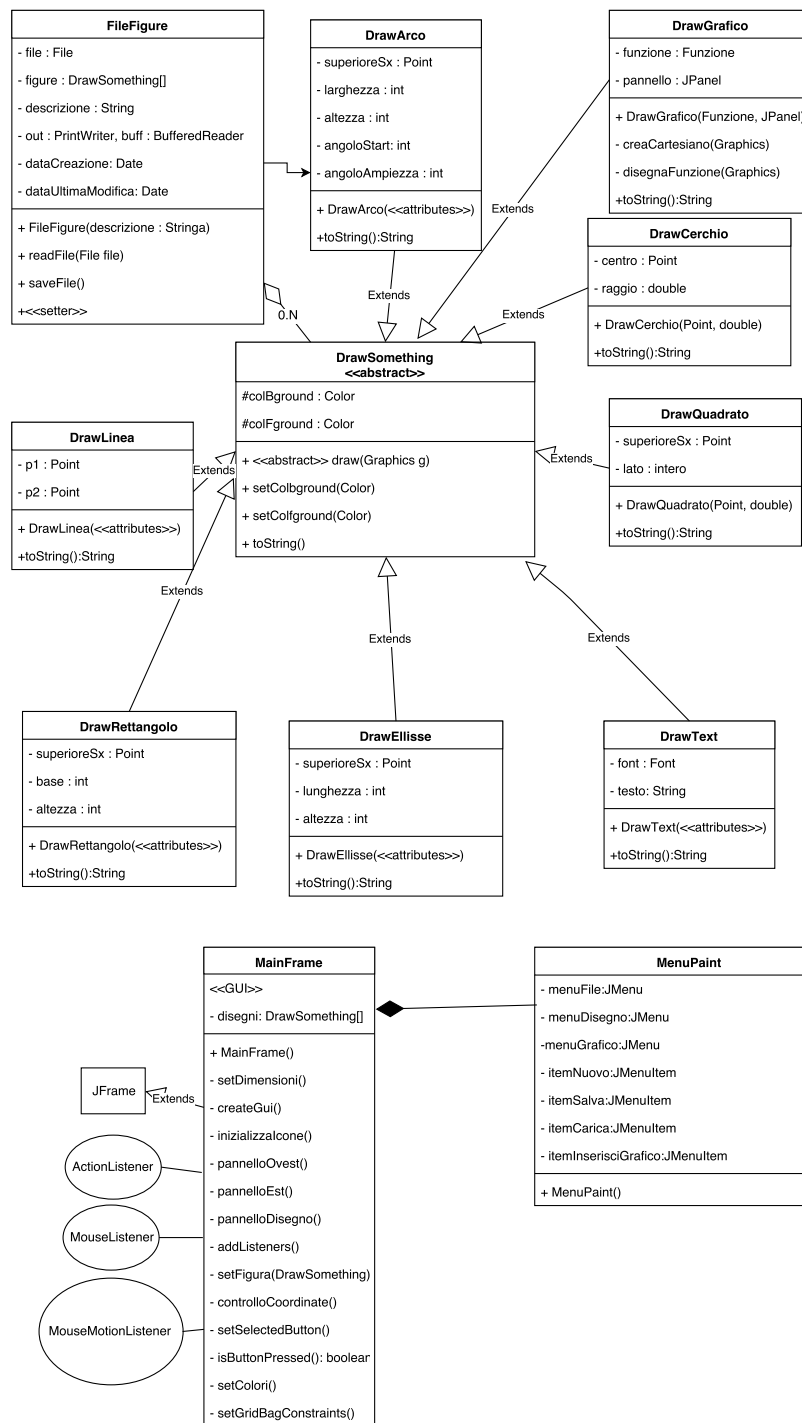 FileFigure
- file : File
- figure : DrawSomething[]
- descrizione : String
- out : PrintWriter, buff : BufferedReader
- dataCreazione: Date
- dataUltimaModifica: Date
+ FileFigure(descrizione : Stringa)
+ readFile(File file)
+ saveFile()
+<<setter>>
DrawArco
- superioreSx : Point
- larghezza : int
- altezza : int
- angoloStart: int
- angoloAmpiezza : int
+ DrawArco(<<attributes>>)
+toString():String
DrawGrafico
- funzione : Funzione
- pannello : JPanel
+ DrawGrafico(Funzione, JPanel)
- creaCartesiano(Graphics)
- disegnaFunzione(Graphics)
+toString():String
Extends
DrawCerchio
- centro : Point
- raggio : double
+ DrawCerchio(Point, double)
+toString():String
Extends
Extends
0.N
DrawSomething
<<abstract>>
#colBground : Color
#colFground : Color
+ <<abstract>> draw(Graphics g)
+ setColbground(Color)
+ setColfground(Color)
+ toString()
DrawLinea
- p1 : Point
- p2 : Point
+ DrawLinea(<<attributes>>)
+toString():String
Extends
DrawQuadrato
- superioreSx : Point
- lato : intero
+ DrawQuadrato(Point, double)
+toString():String
Extends
Extends
Extends
Extends
DrawRettangolo
- superioreSx : Point
- base : int
- altezza : int
+ DrawRettangolo(<<attributes>>)
+toString():String
DrawEllisse
- superioreSx : Point
- lunghezza : int
- altezza : int
+ DrawEllisse(<<attributes>>)
+toString():String
DrawText
- font : Font
- testo: String
+ DrawText(<<attributes>>)
+toString():String
MainFrame
<<GUI>>
- disegni: DrawSomething[]
+ MainFrame()
- setDimensioni()
- createGui()
- inizializzaIcone()
- pannelloOvest()
- pannelloEst()
- pannelloDisegno()
- addListeners()
- setFigura(DrawSomething)
- controlloCoordinate()
- setSelectedButton()
- isButtonPressed(): boolean
- setColori()
- setGridBagConstraints()
MenuPaint
- menuFile:JMenu
- menuDisegno:JMenu
-menuGrafico:JMenu
- itemNuovo:JMenuItem
- itemSalva:JMenuItem
- itemCarica:JMenuItem
- itemInserisciGrafico:JMenuItem
+ MenuPaint()
JFrame
Extends
ActionListener
MouseListener
MouseMotionListener